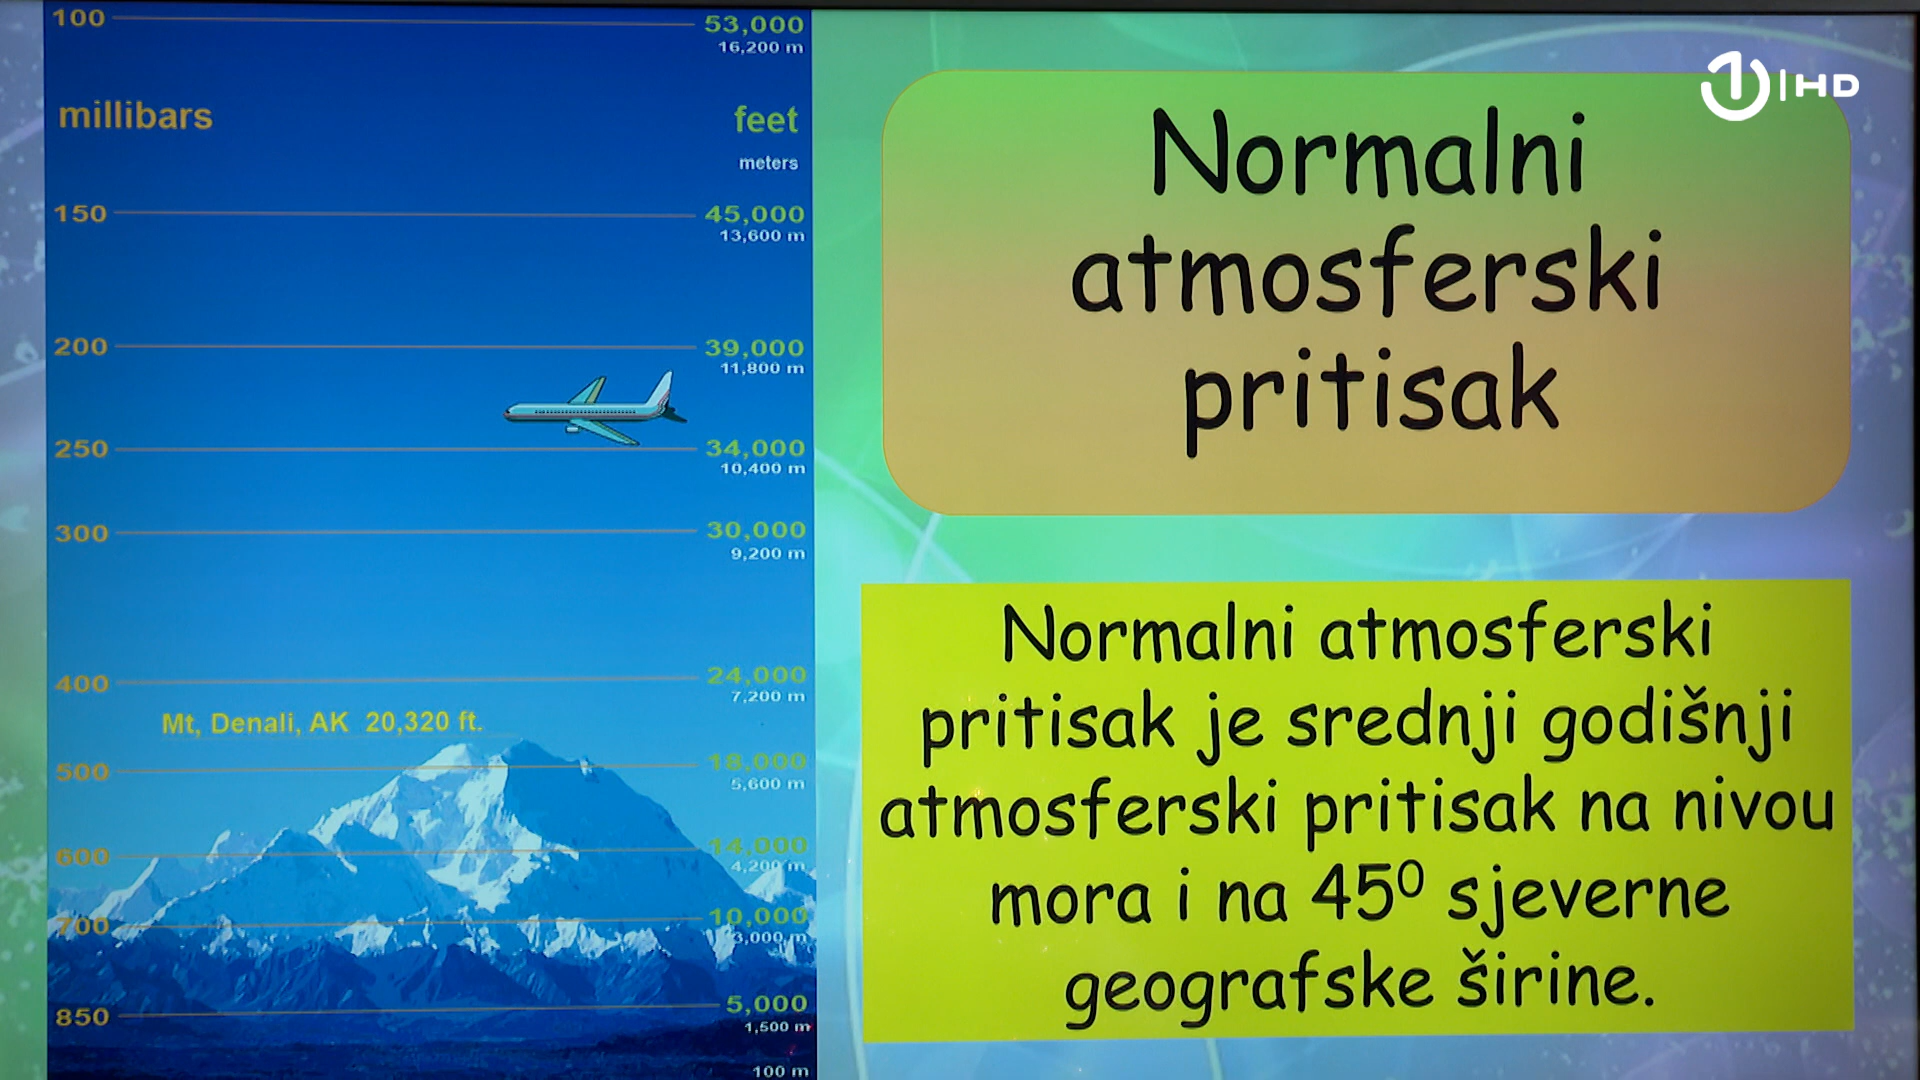 100
53,000
16,200 m
millibars
feet
meters
150
45,000
13,600 m
200
39,000
11,800 m
250
34,000
10,400 m
300
30,000
9,200 m
400
24,000
7,200 m
Mt, Denali, AK 20,320 ft.
500
18,000
5,600 m
600
14,000
4,200 m
700
10,000
3,000 m
850
5,000
1,500 m
100 m
1|HD
Normalni
atmosferski
pritisak
Normalni atmosferski
pritisak je srednji godišnji
atmosferski pritisak na nivou
mora i na 45⁰ sjeverne
geografske širine.